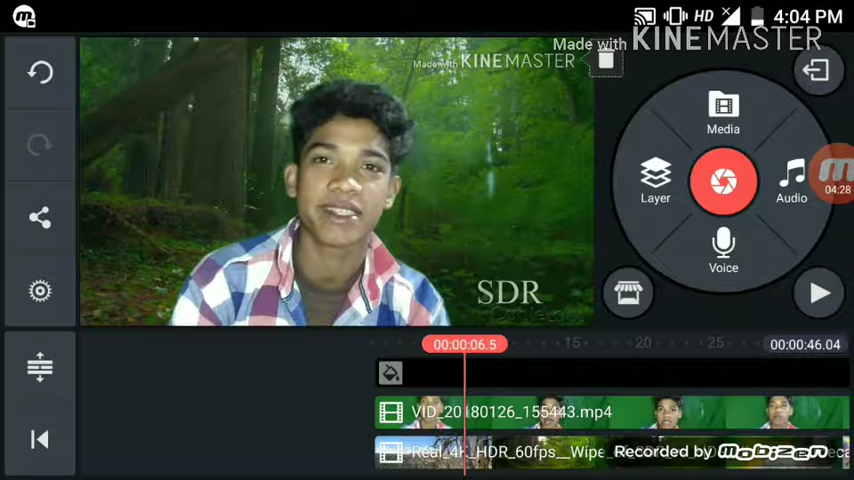 HD 4:04 PM
Made with KINEMASTER
Made with KINEMASTER
Media
Layer
Audio
04:28
Voice
SDR
00:00:06.5
15
20
25
00:00:46.04
VID_20180126_155443.mp4
Real_4K_HDR_60fps__Wipe_
Recorded by mobizen